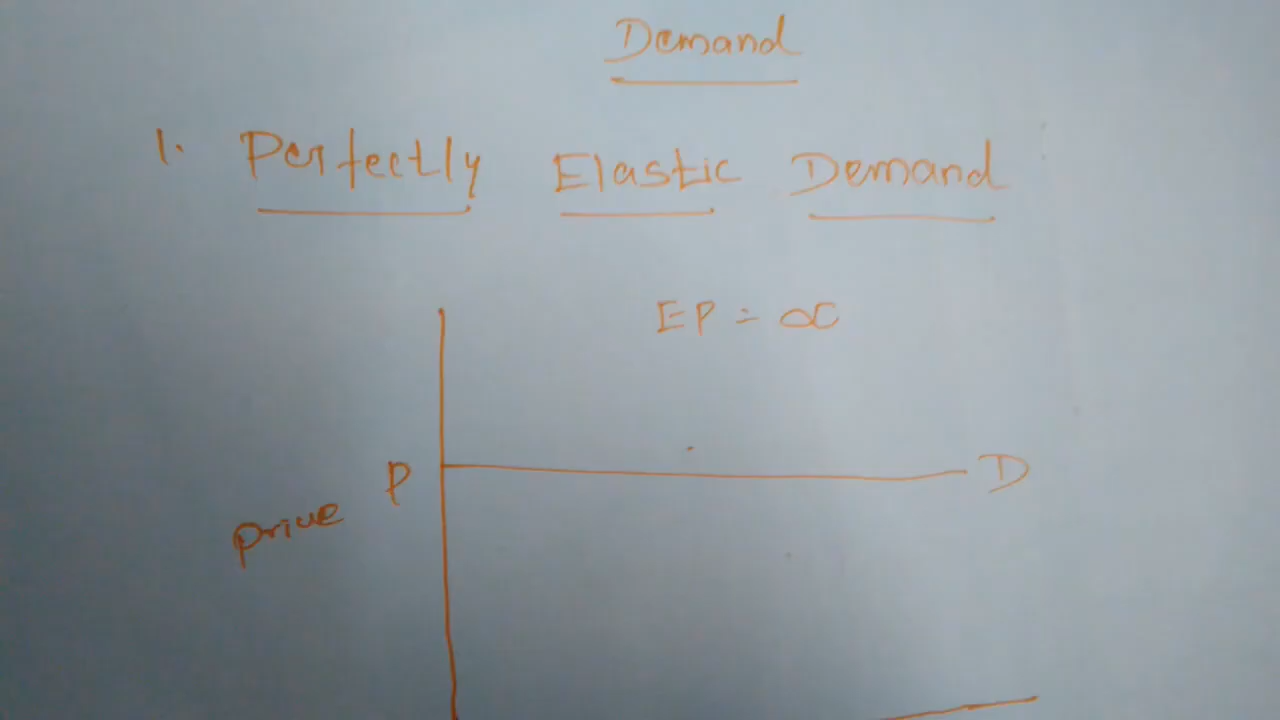 Demand
1. Perfectly Elastic Demand
EP = ∝
P D
price